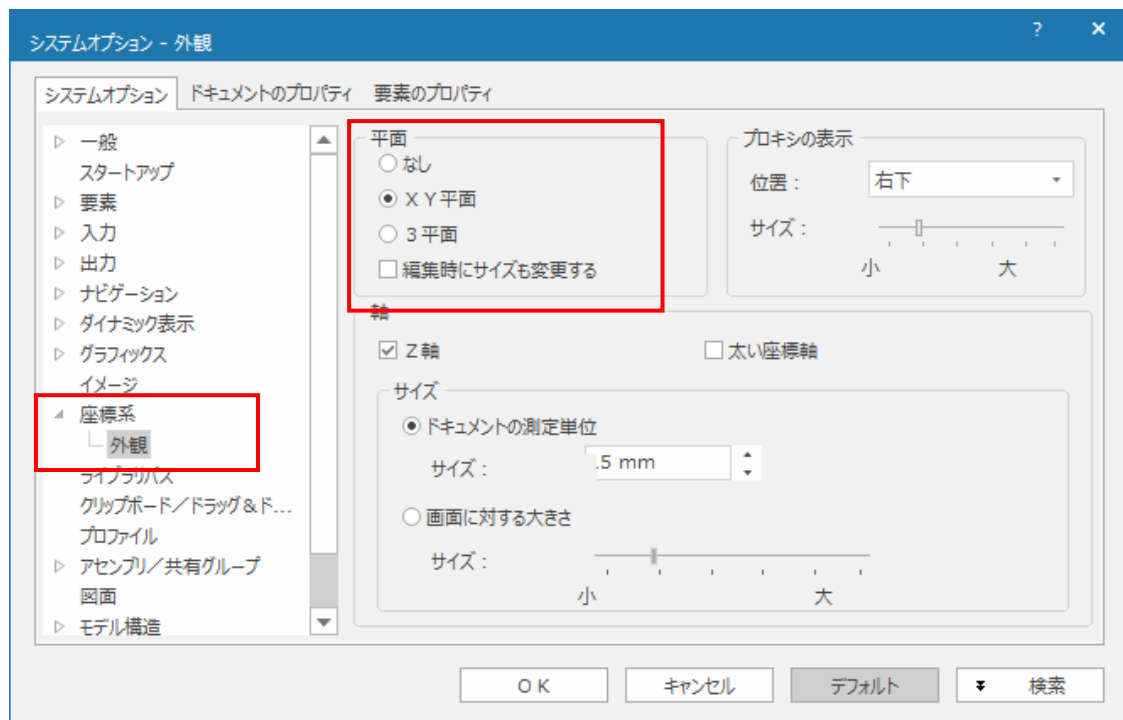 システムオプション - 外観
? ×
システムオプション ドキュメントのプロパティ 要素のプロパティ
一般
スタートアップ
要素
入力
出力
ナビゲーション
ダイナミック表示
グラフィックス
イメージ
座標系
外観
ライブラリパス
クリップボード／ドラッグ＆ド...
プロファイル
アセンブリ／共有グループ
図面
モデル構造
平面
なし
ＸＹ平面
３平面
編集時にサイズも変更する
プロキシの表示
位置： 右下
サイズ：
小 大
軸
Ｚ軸 太い座標軸
サイズ
ドキュメントの測定単位
サイズ： .5 mm
画面に対する大きさ
サイズ：
小 大
ＯＫ キャンセル デフォルト 検索